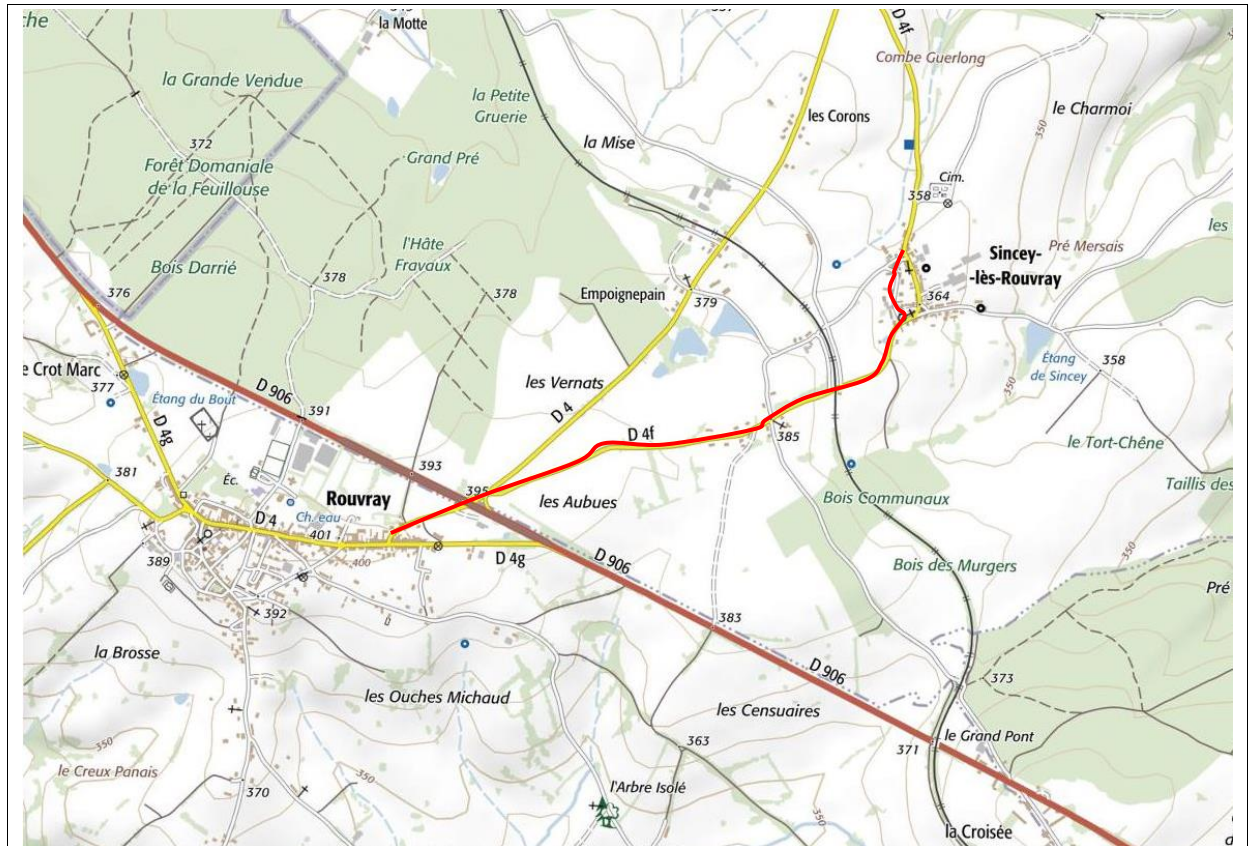 che
la Motte
D 4f
Combe Guerlong
la Grande Vendue
la Petite
Gruerie
les Corons
le Charmoi
350
la Mise
372
Forêt Domaniale
de la Feuillouse
Grand Pré
Cim.
358
les
l'Hâte
Fravaux
Pré Mersais
Sincey-
-lès-Rouvray
Bois Darrié
378
378
376
Empoignepain
379
364
350
Étang
de Sincey
358
e Crot Marc
377
Étang du Bout
D 906
391
les Vernats
D 4
D 4g
D 4f
385
le Tort-Chêne
381
Éc.
393
Rouvray
395
les Aubues
Bois Communaux
Taillis des
Ch. eau
D 4
401
400
D 4g
D 906
Bois des Murgers
350
389
392
383
Pré
la Brosse
les Ouches Michaud
D 906
373
les Censuaires
350
le Creux Panais
370
350
363
371
le Grand Pont
l'Arbre Isolé
la Croisée